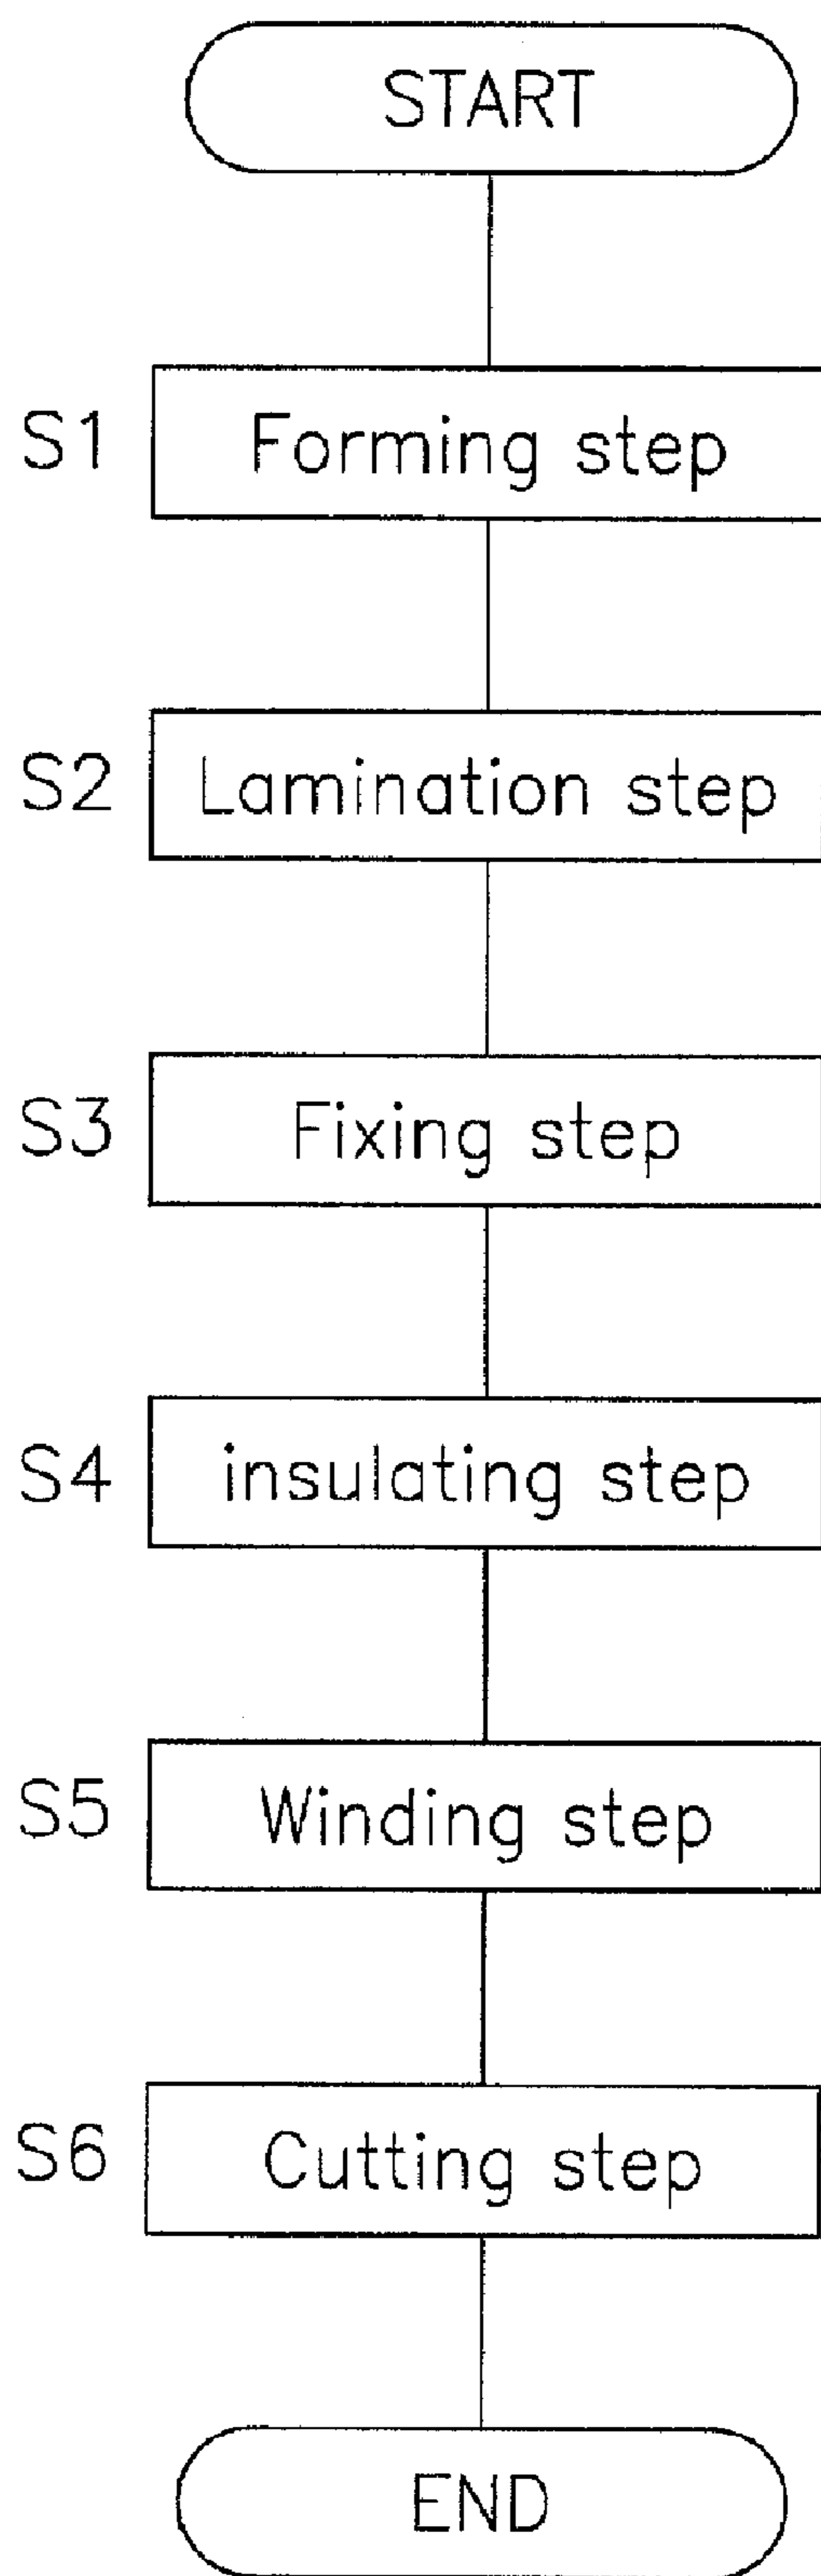 START
S1 Forming step
S2 Lamination step
S3 Fixing step
S4 insulating step
S5 Winding step
S6 Cutting step
END